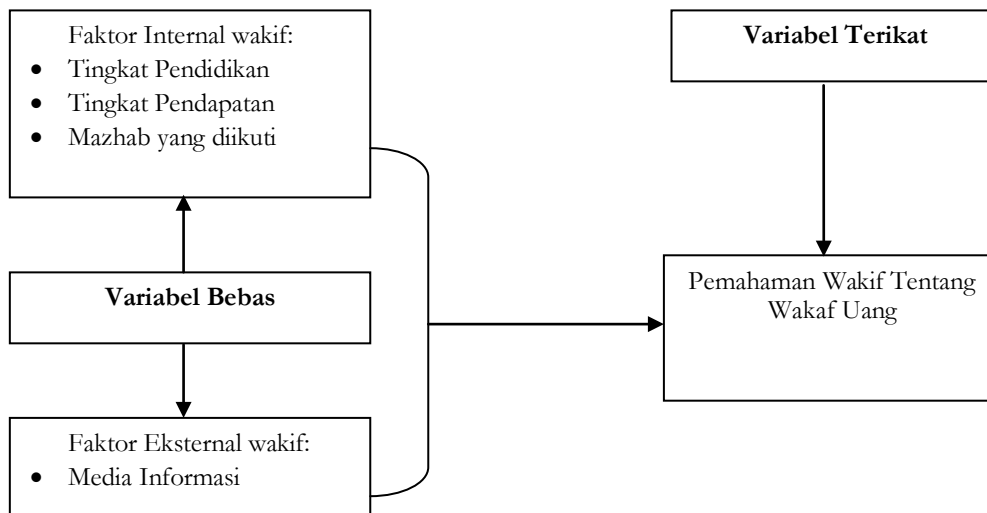 Faktor Internal wakif:
• Tingkat Pendidikan
• Tingkat Pendapatan
• Mazhab yang diikuti
Variabel Terikat
Variabel Bebas
Pemahaman Wakif Tentang
Wakaf Uang
Faktor Eksternal wakif:
• Media Informasi